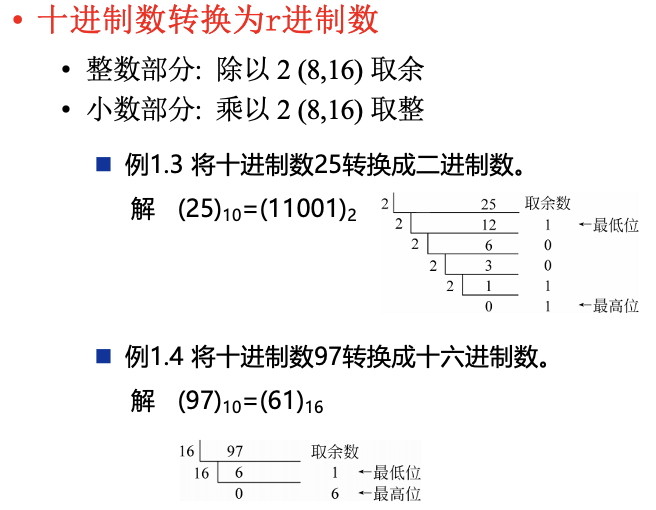 • 十进制数转换为r进制数
• 整数部分: 除以 2 (8,16) 取余
• 小数部分: 乘以 2 (8,16) 取整
■ 例1.3 将十进制数25转换成二进制数。
解 (25)₁₀=(11001)₂
2 25 取余数
2 12 1 ←最低位
2 6 0
2 3 0
2 1 1
0 1 ←最高位
■ 例1.4 将十进制数97转换成十六进制数。
解 (97)₁₀=(61)₁₆
16 97 取余数
16 6 1 ←最低位
0 6 ←最高位